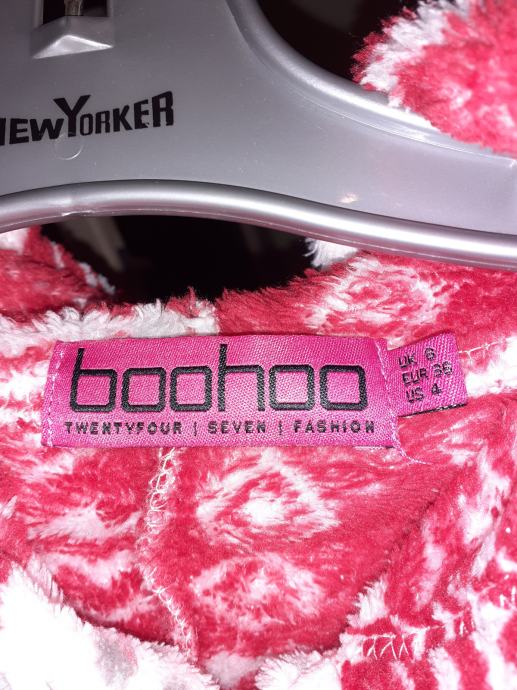 NEWYORKER
boohoo
TWENTYFOUR | SEVEN | FASHION
UK 6
EUR 36
US 4